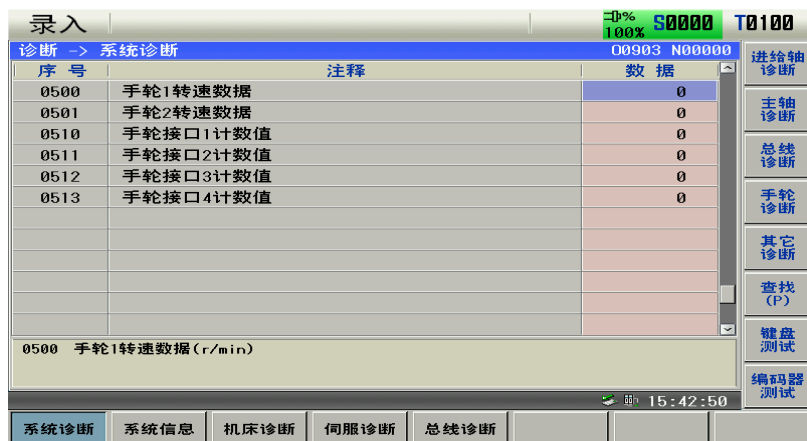 录入 % 100% S0000 T0100
诊断 -> 系统诊断 O0903 N00000
序 号 注释 数 据
0500 手轮1转速数据 0
0501 手轮2转速数据 0
0510 手轮接口1计数值 0
0511 手轮接口2计数值 0
0512 手轮接口3计数值 0
0513 手轮接口4计数值 0
0500 手轮1转速数据(r/min)
15:42:50
进给轴
诊断
主轴
诊断
总线
诊断
手轮
诊断
其它
诊断
查找
(P)
键盘
测试
编码器
测试
系统诊断 系统信息 机床诊断 伺服诊断 总线诊断